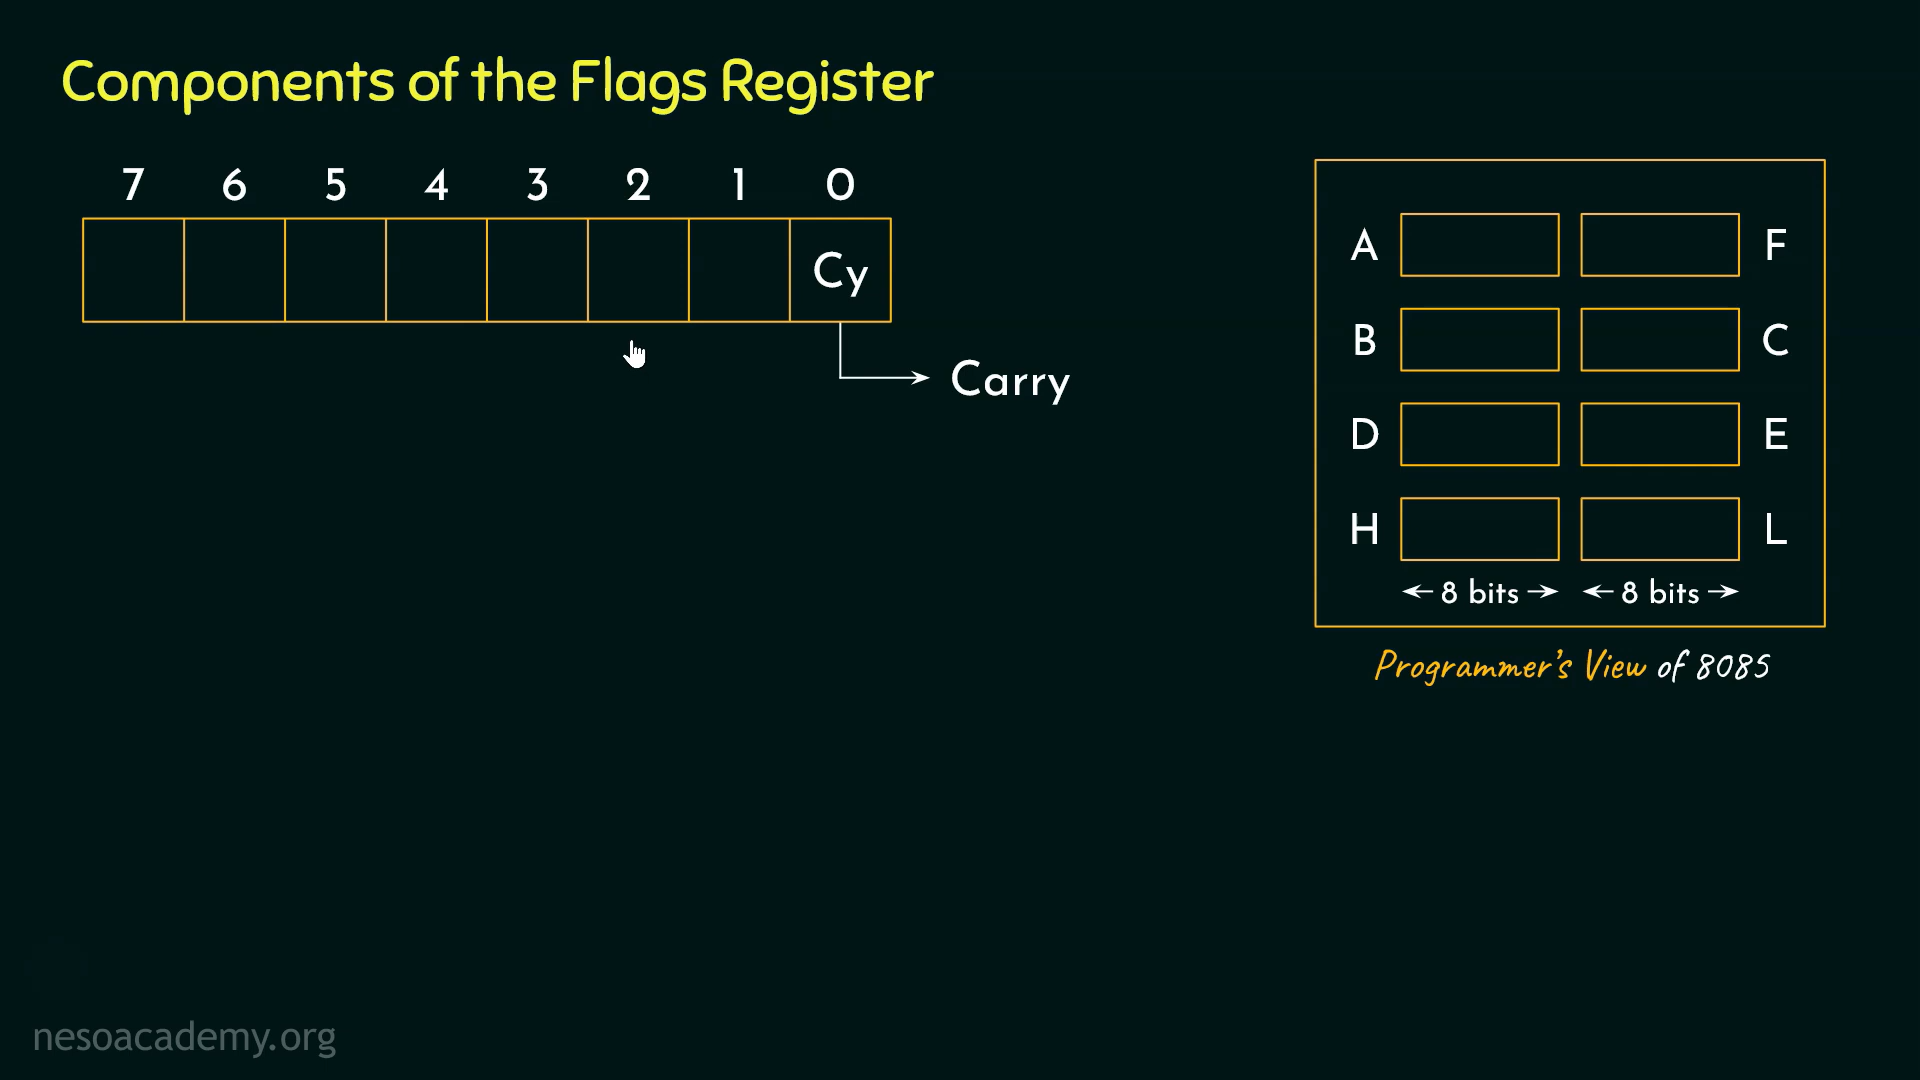 Components of the Flags Register
7 6 5 4 3 2 1 0
Cy
Carry
A F
B C
D E
H L
8 bits 8 bits
Programmer's View of 8085
nesoacademy.org